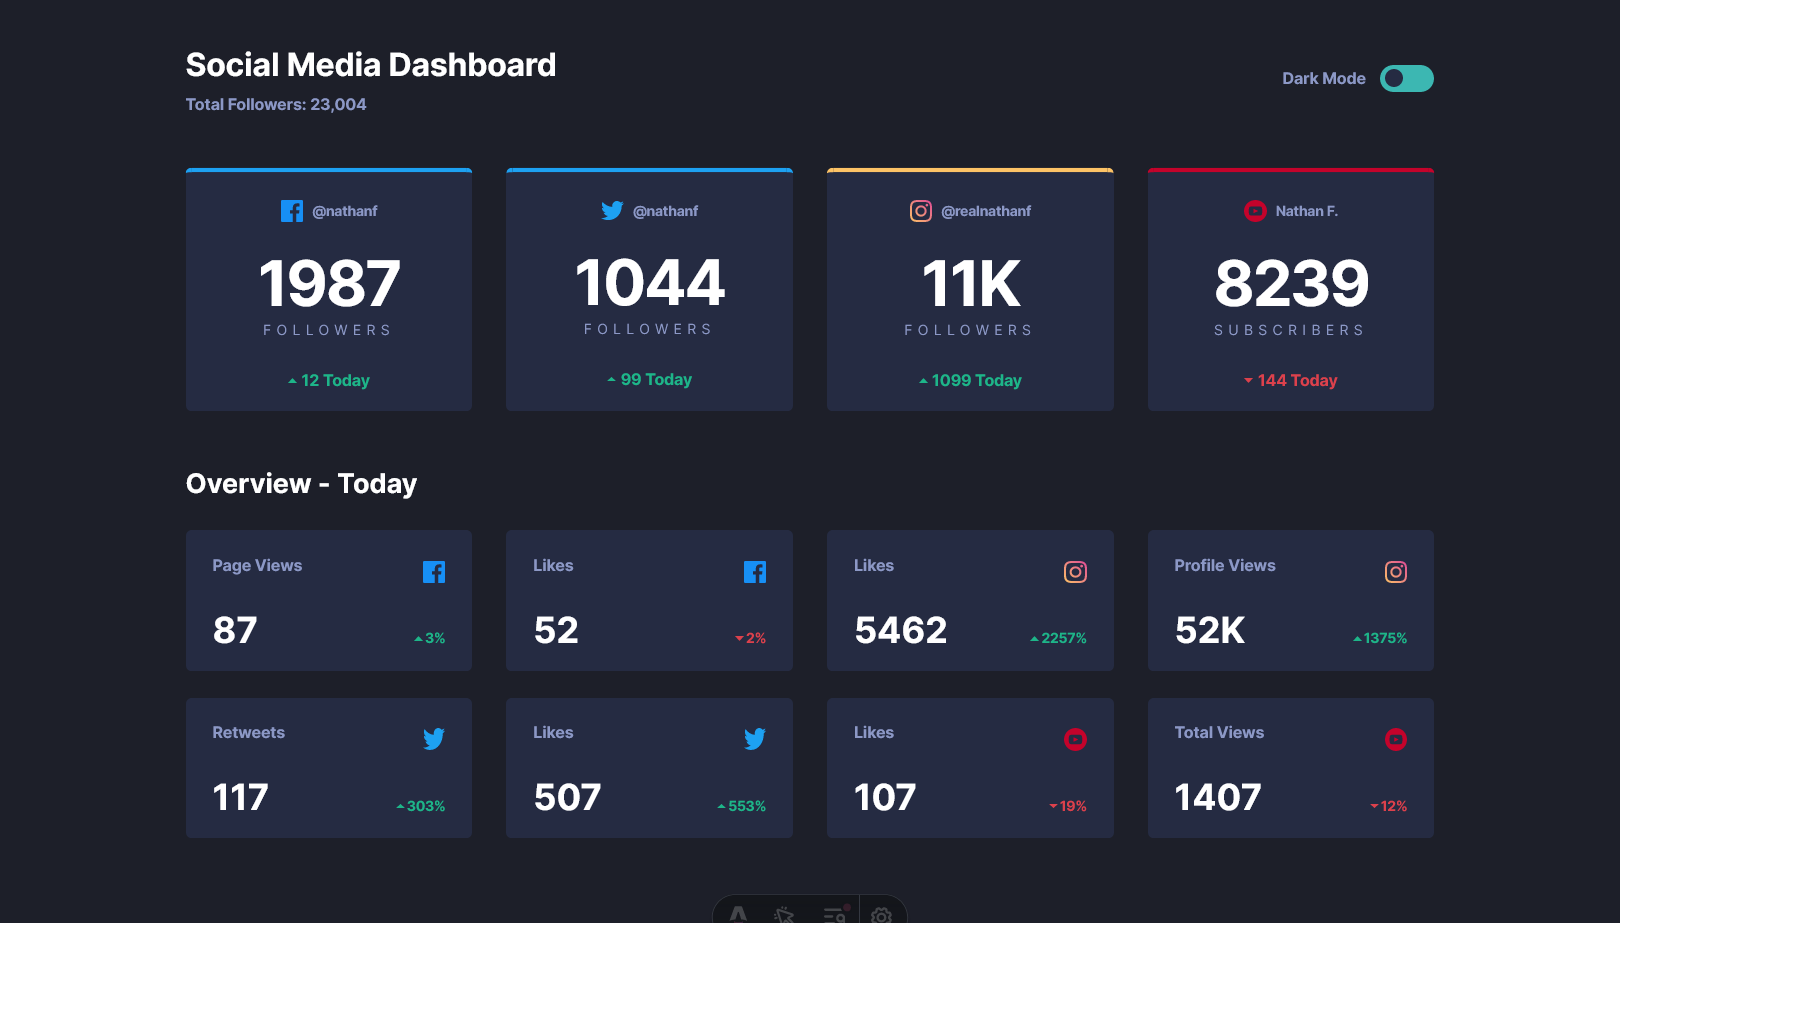 Social Media Dashboard
Total Followers: 23,004
Dark Mode
@nathanf
1987
FOLLOWERS
12 Today
@nathanf
1044
FOLLOWERS
99 Today
@realnathanf
11K
FOLLOWERS
1099 Today
Nathan F.
8239
SUBSCRIBERS
144 Today
Overview - Today
Page Views
87
3%
Likes
52
2%
Likes
5462
2257%
Profile Views
52K
1375%
Retweets
117
303%
Likes
507
553%
Likes
107
19%
Total Views
1407
12%